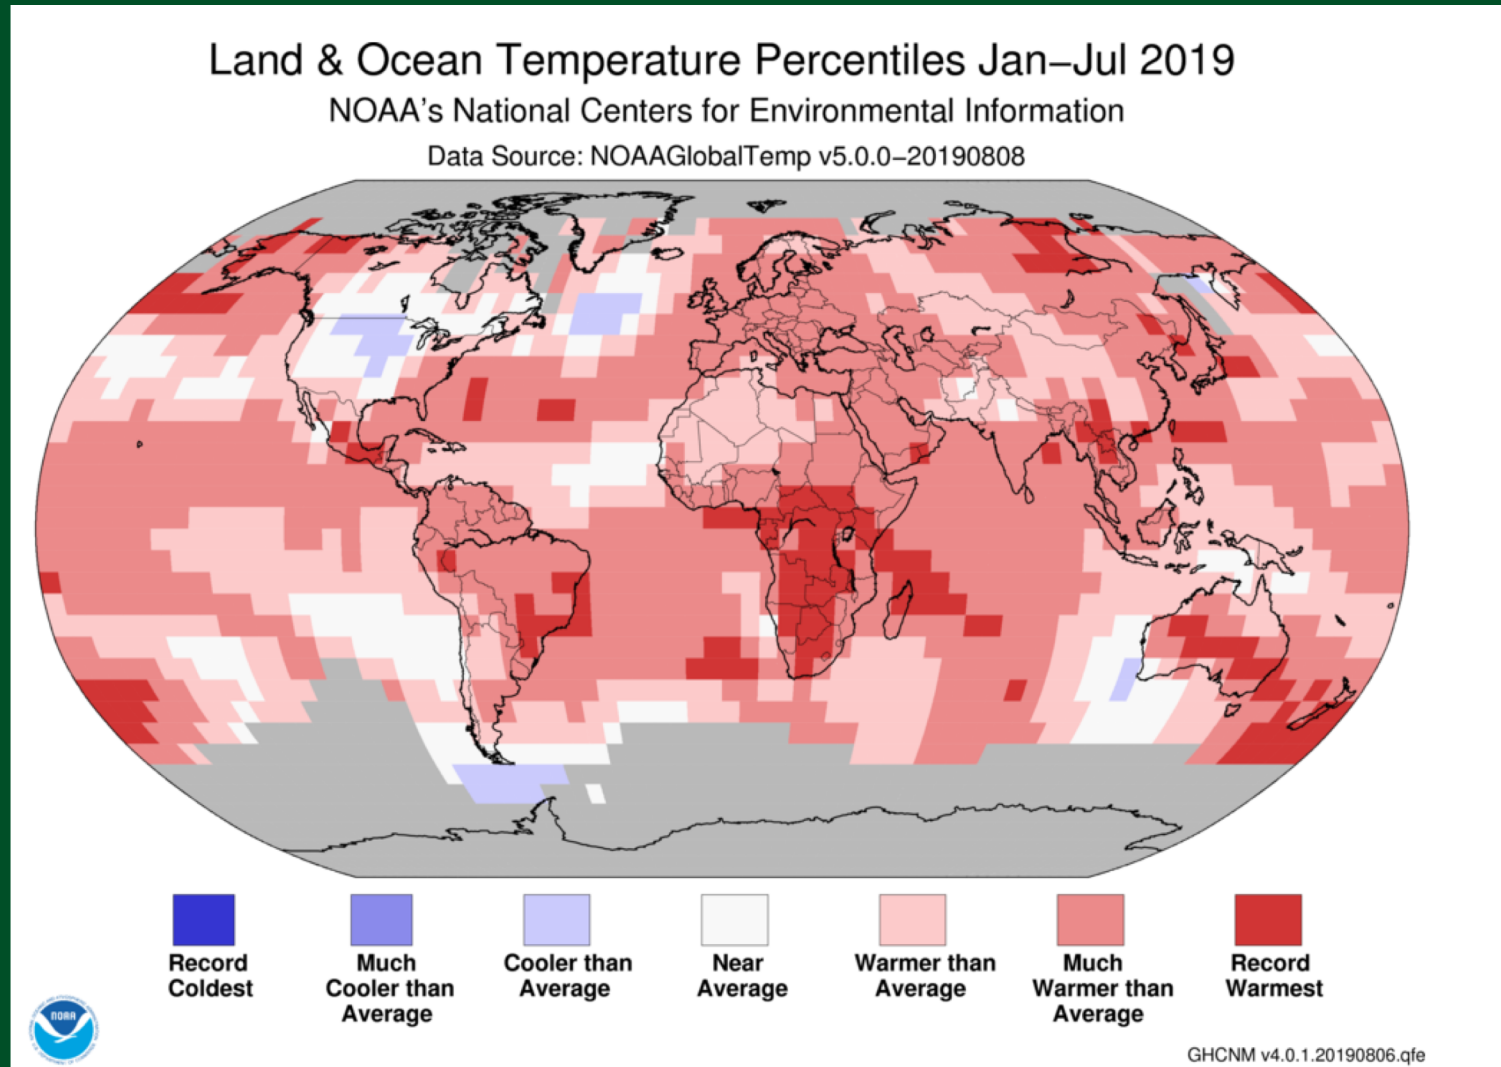 Land & Ocean Temperature Percentiles Jan–Jul 2019
NOAA's National Centers for Environmental Information
Data Source: NOAAGlobalTemp v5.0.0–20190808
Record
Coldest
Much
Cooler than
Average
Cooler than
Average
Near
Average
Warmer than
Average
Much
Warmer than
Average
Record
Warmest
NOAA
GHCNM v4.0.1.20190806.qfe